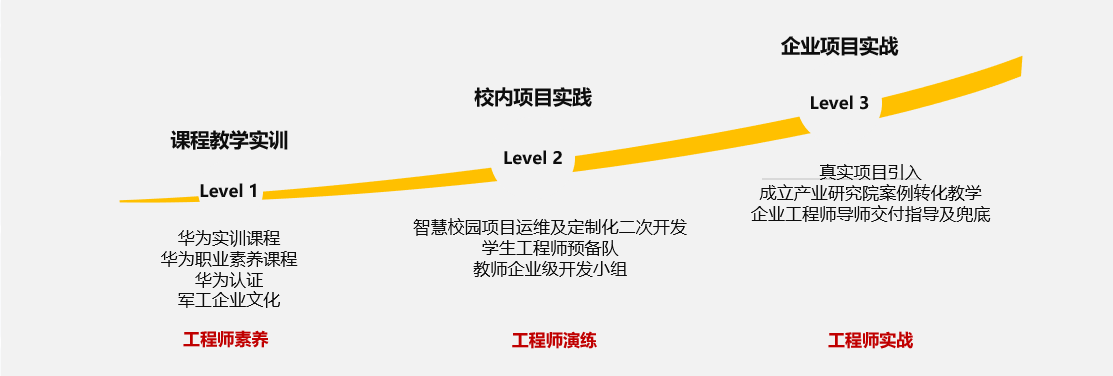 课程教学实训
Level 1
华为实训课程
华为职业素养课程
华为认证
军工企业文化
工程师素养
校内项目实践
Level 2
智慧校园项目运维及定制化二次开发
学生工程师预备队
教师企业级开发小组
工程师演练
企业项目实战
Level 3
______真实项目引入
成立产业研究院案例转化教学
企业工程师导师交付指导及兜底
工程师实战